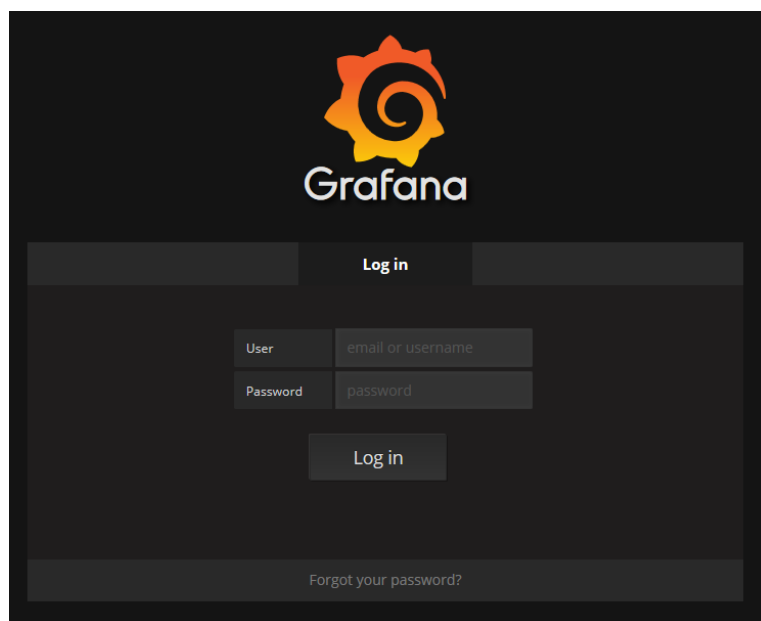 Grafana
Log in
User email or username
Password password
Log in
Forgot your password?